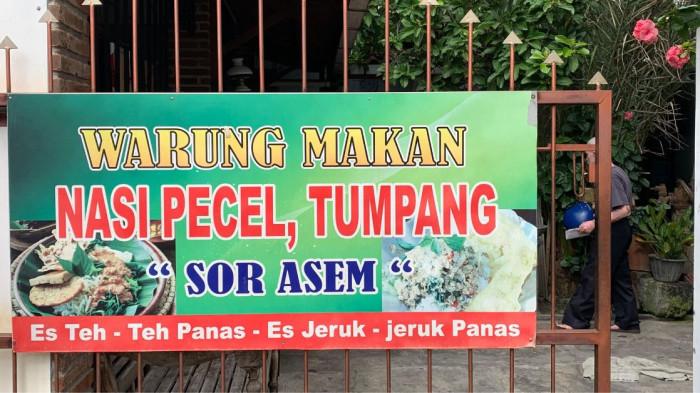 WARUNG MAKAN
NASI PECEL, TUMPANG
“ SOR ASEM “
Es Teh - Teh Panas - Es Jeruk - jeruk Panas